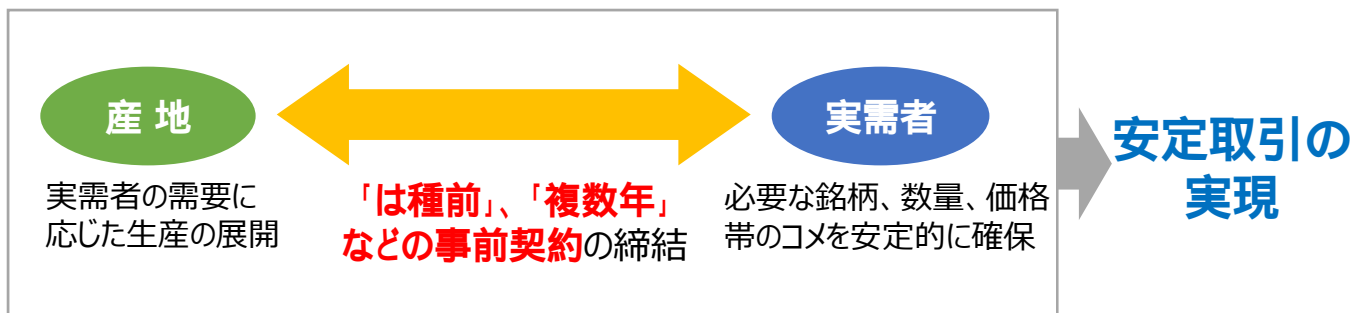 産 地
実需者の需要に
応じた生産の展開
「は種前」、「複数年」
などの事前契約の締結
実需者
必要な銘柄、数量、価格
帯のコメを安定的に確保
安定取引の
実現